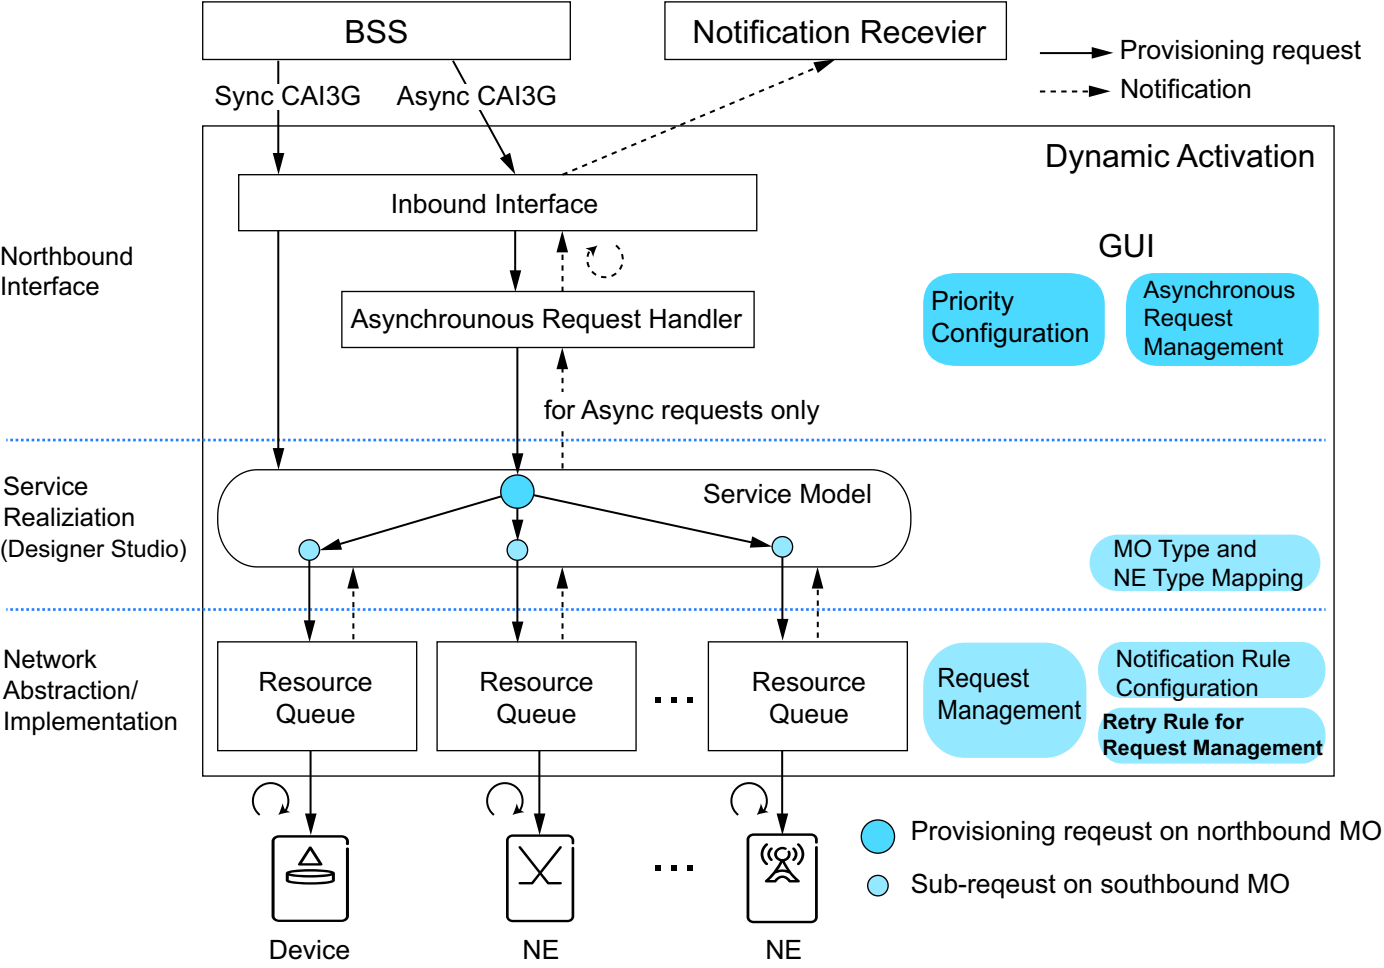 BSS
Notification Recevier
Provisioning request
Notification
Sync CAI3G
Async CAI3G
Dynamic Activation
Inbound Interface
Northbound
Interface
GUI
Priority
Configuration
Asynchronous
Request
Management
Asynchrounous Request Handler
for Async requests only
Service
Realiziation
(Designer Studio)
Service Model
MO Type and
NE Type Mapping
Network
Abstraction/
Implementation
Resource
Queue
Resource
Queue
Resource
Queue
Request
Management
Notification Rule
Configuration
Retry Rule for
Request Management
Provisioning reqeust on northbound MO
Sub-reqeust on southbound MO
Device
NE
NE